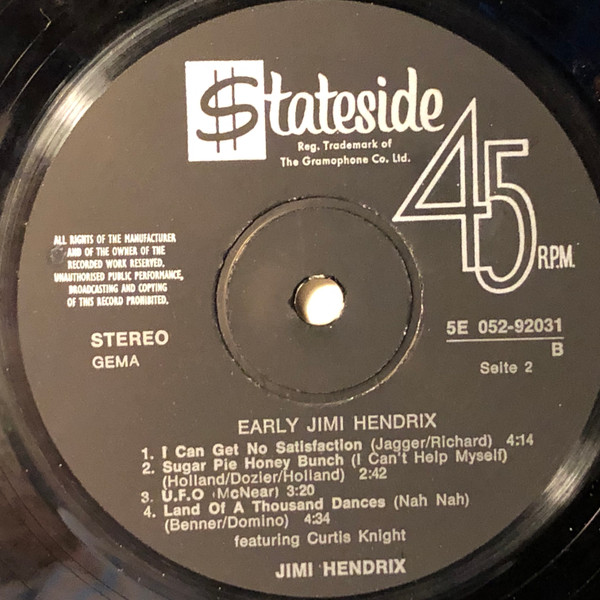 $tateside
Reg. Trademark of
The Gramophone Co. Ltd.
45
R.P.M.
ALL RIGHTS OF THE MANUFACTURER
AND OF THE OWNER OF THE
RECORDED WORK RESERVED.
UNAUTHORISED PUBLIC PERFORMANCE,
BROADCASTING AND COPYING
OF THIS RECORD PROHIBITED.
STEREO
GEMA
5E 052-92031
B
Seite 2
EARLY JIMI HENDRIX
1. I Can Get No Satisfaction (Jagger/Richard) 4:14
2. Sugar Pie Honey Bunch (I Can't Help Myself)
(Holland/Dozier/Holland) 2:42
3. U.F.O (McNear) 3:20
4. Land Of A Thousand Dances (Nah Nah)
(Benner/Domino) 4:34
featuring Curtis Knight
JIMI HENDRIX